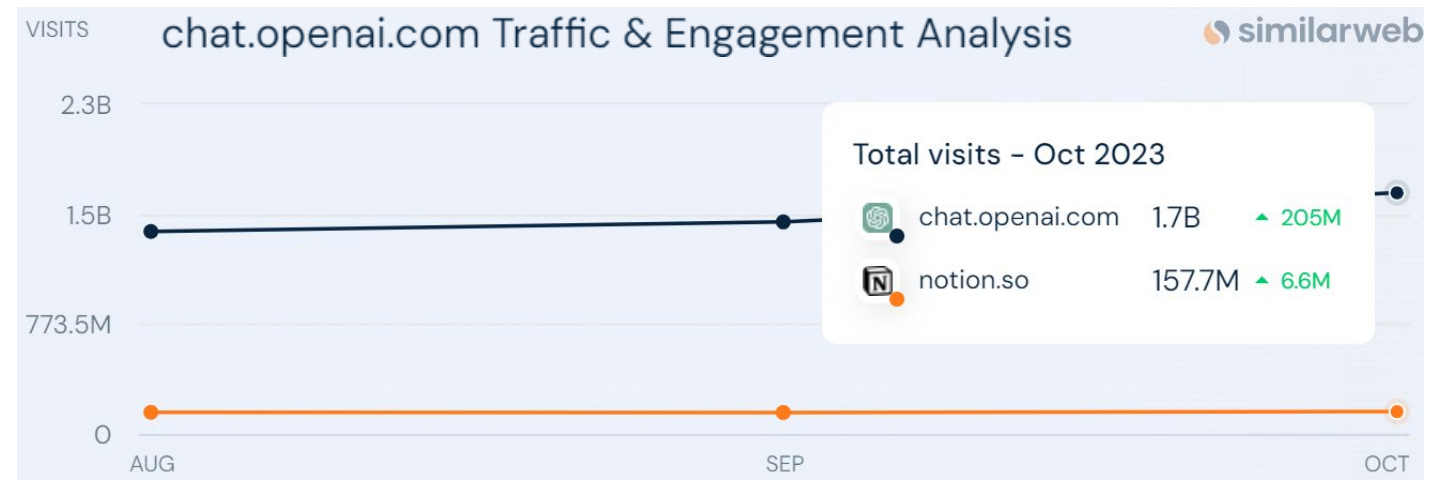 VISITS
chat.openai.com Traffic & Engagement Analysis
similarweb
2.3B
1.5B
773.5M
0
Total visits - Oct 2023
chat.openai.com 1.7B ▲ 205M
N notion.so 157.7M ▲ 6.6M
AUG SEP OCT